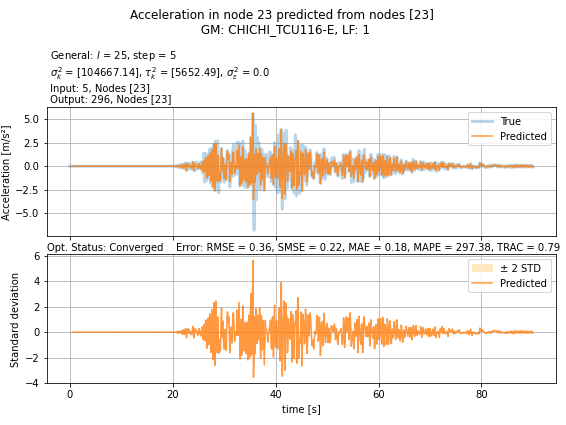 Acceleration in node 23 predicted from nodes [23]
GM: CHICHI_TCU116-E, LF: 1
General: l = 25, step = 5
σ²ₖ = [104667.14], τ²ₖ = [5652.49], σ²ᵋ = 0.0
Input: 5, Nodes [23]
Output: 296, Nodes [23]
Acceleration [m/s²]
5.0
2.5
0.0
−2.5
−5.0
True
Predicted
Opt. Status: Converged Error: RMSE = 0.36, SMSE = 0.22, MAE = 0.18, MAPE = 297.38, TRAC = 0.79
Standard deviation
6
4
2
0
−2
−4
± 2 STD
Predicted
0 20 40 60 80
time [s]